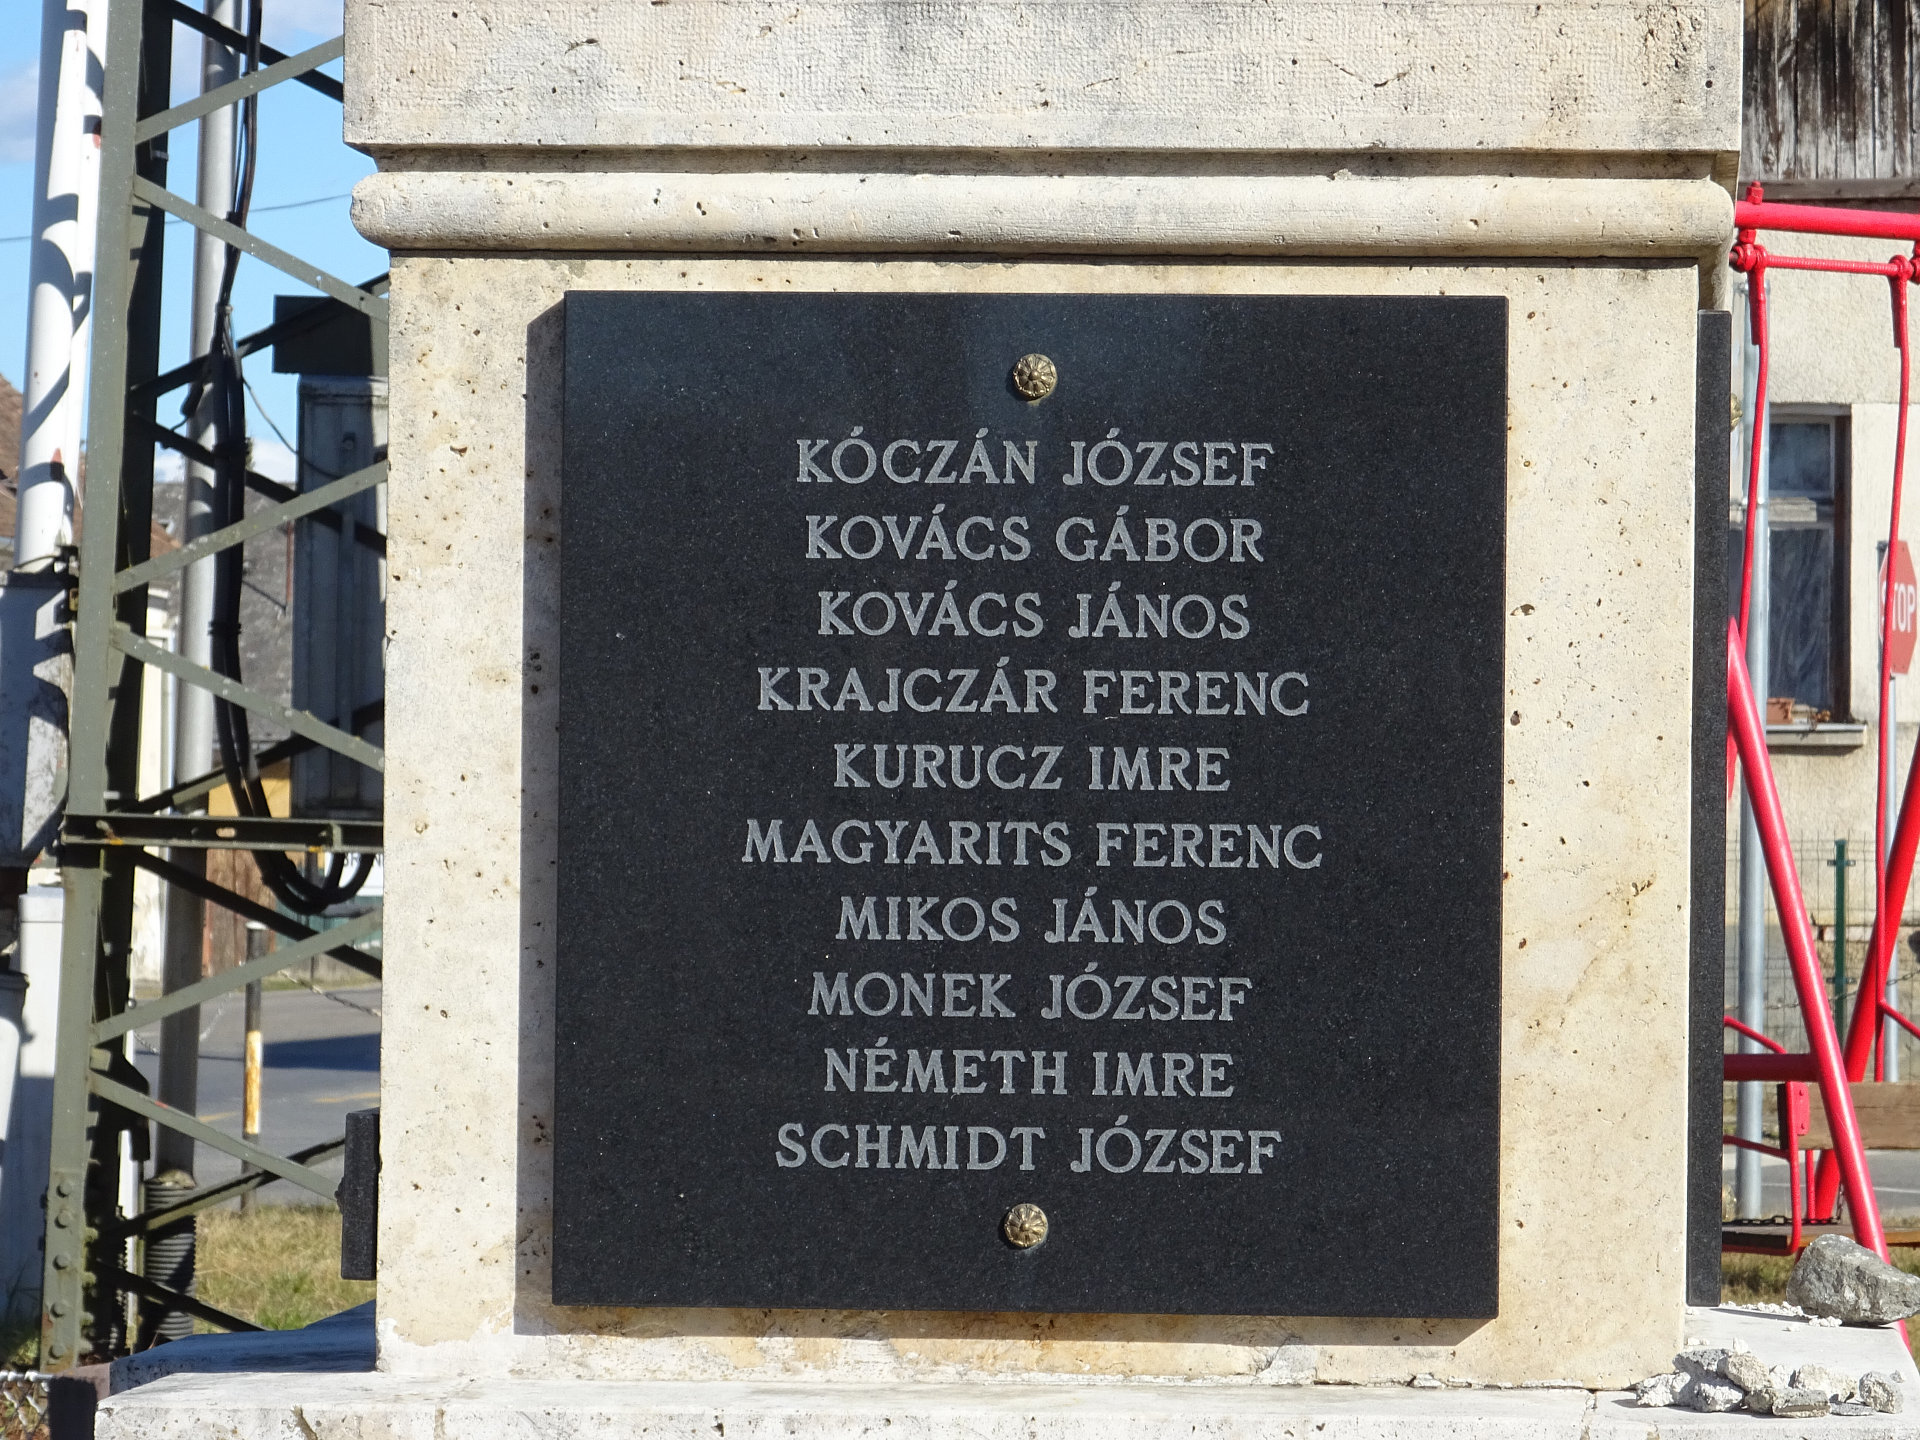 KÓCZÁN JÓZSEF
KOVÁCS GÁBOR
KOVÁCS JÁNOS
KRAJCZÁR FERENC
KURUCZ IMRE
MAGYARITS FERENC
MIKOS JÁNOS
MONEK JÓZSEF
NÉMETH IMRE
SCHMIDT JÓZSEF
STOP